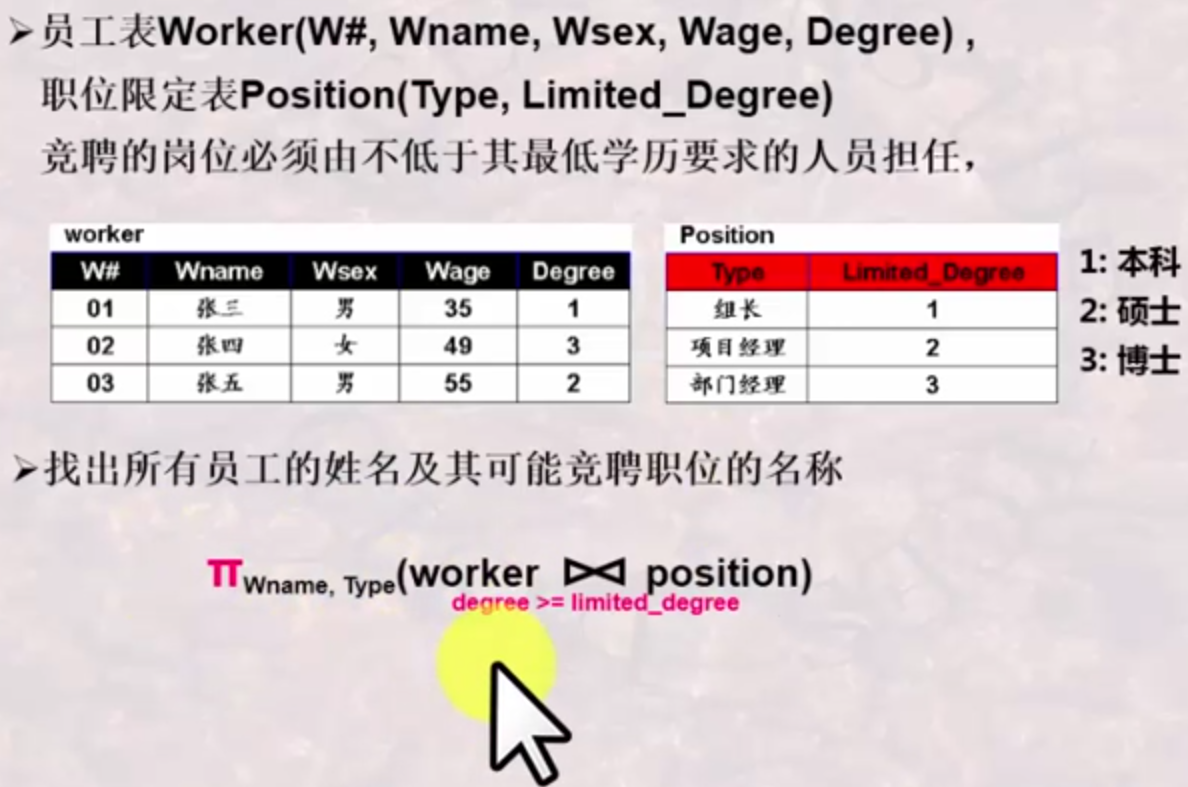 ➢员工表Worker(W#, Wname, Wsex, Wage, Degree) ,
职位限定表Position(Type, Limited_Degree)
竞聘的岗位必须由不低于其最低学历要求的人员担任,
worker
W# Wname Wsex Wage Degree
01 张三 男 35 1
02 张四 女 49 3
03 张五 男 55 2
Position
Type Limited_Degree
组长 1
项目经理 2
部门经理 3
1: 本科
2: 硕士
3: 博士
➢找出所有员工的姓名及其可能竞聘职位的名称
π Wname, Type(worker ⋈ position)
degree >= limited_degree